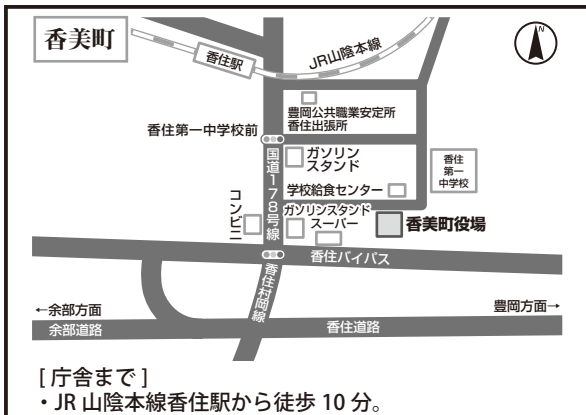 香美町
N
JR山陰本線
香住駅
豊岡公共職業安定所
香住出張所
香住第一中学校前
ガソリン
スタンド
香住
第一
中学校
国道178号線
学校給食センター
コンビニ
ガソリンスタンド
スーパー
香美町役場
香住バイパス
香住村岡線
←余部方面
豊岡方面→
余部道路
香住道路
[ 庁舎まで ]
・JR 山陰本線香住駅から徒歩 10 分。